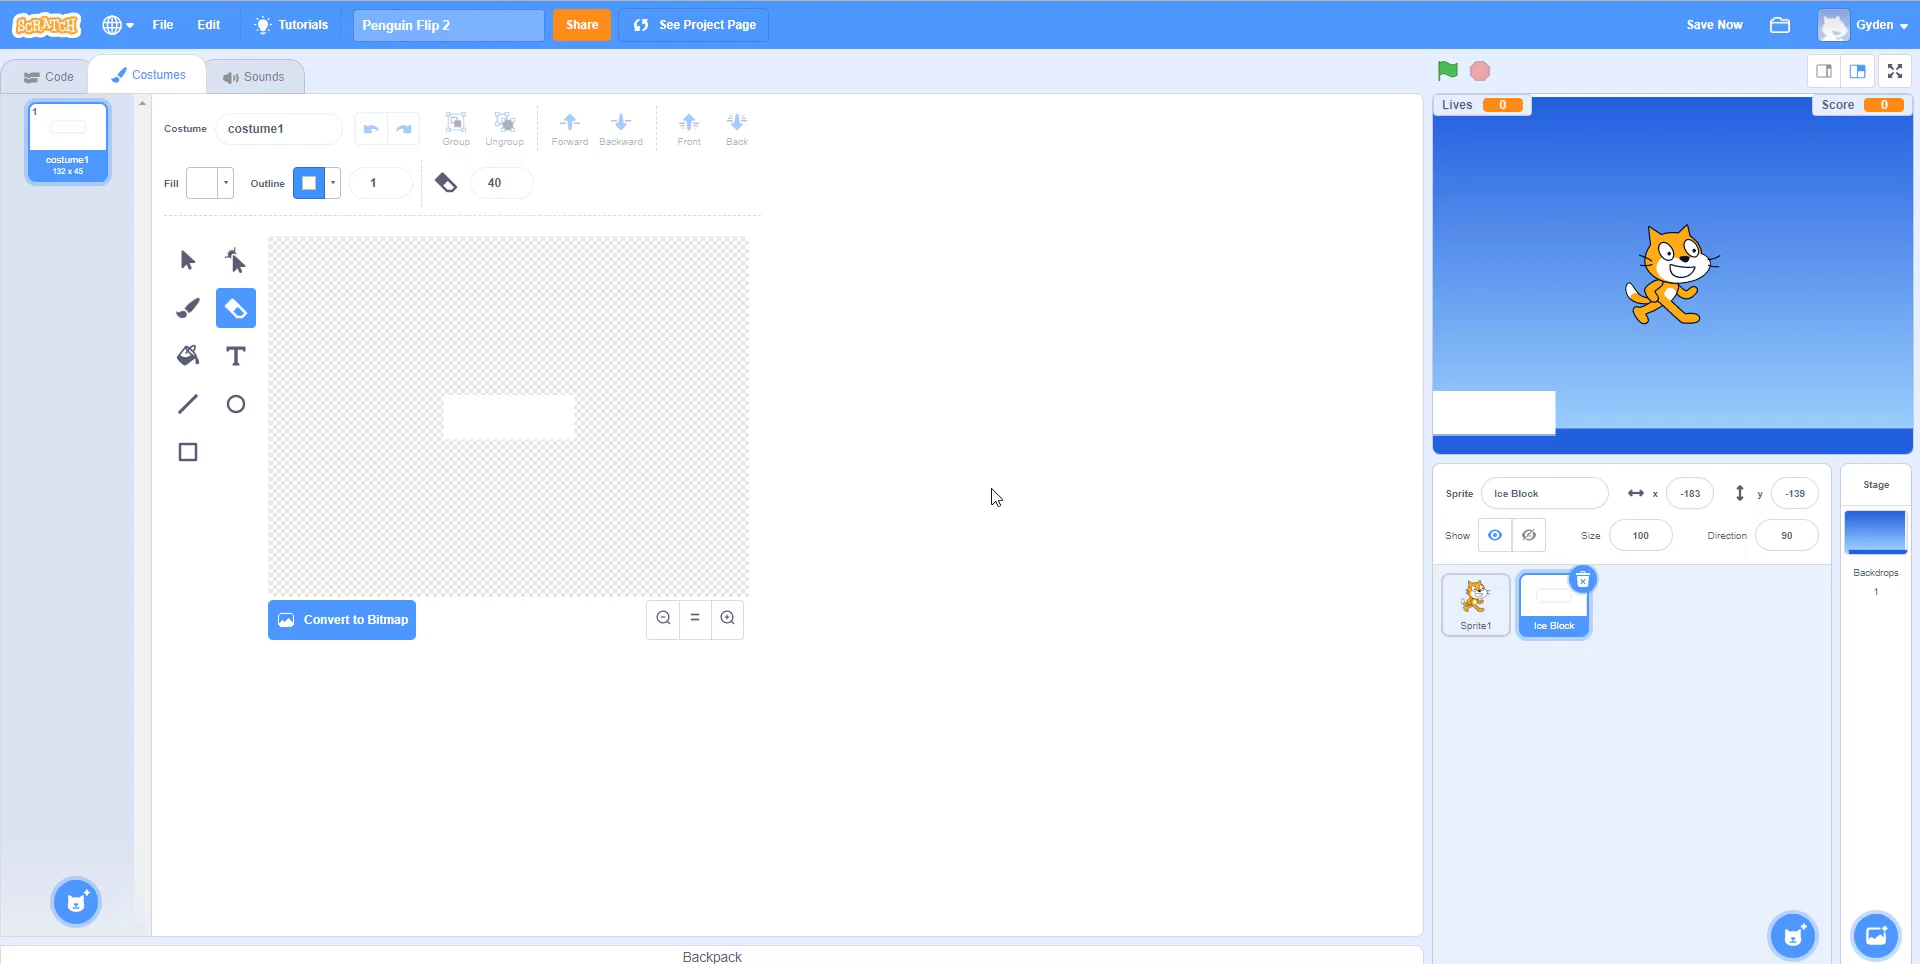 SCRATCH File Edit Tutorials Penguin Flip 2 Share See Project Page Save Now Gyden
Code Costumes Sounds
1
costume1
132 x 45
Costume costume1 Group Ungroup Forward Backward Front Back
Fill Outline 1 40
T
Convert to Bitmap
=
Lives 0 Score 0
Sprite Ice Block x -183 y -139
Show Size 100 Direction 90
Sprite1 Ice Block
Stage
Backdrops
1
Backpack